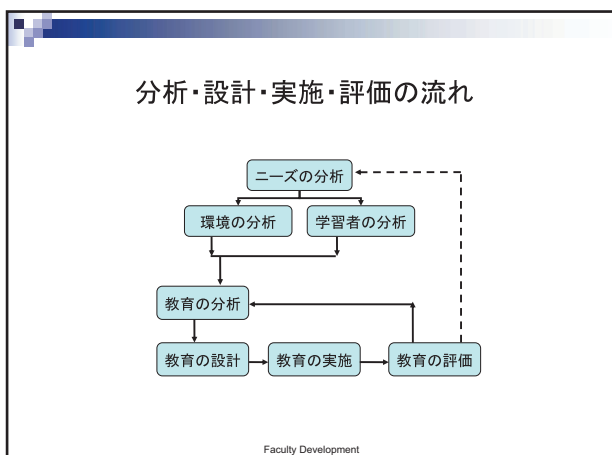 分析・設計・実施・評価の流れ
ニーズの分析
環境の分析
学習者の分析
教育の分析
教育の設計
教育の実施
教育の評価
Faculty Development